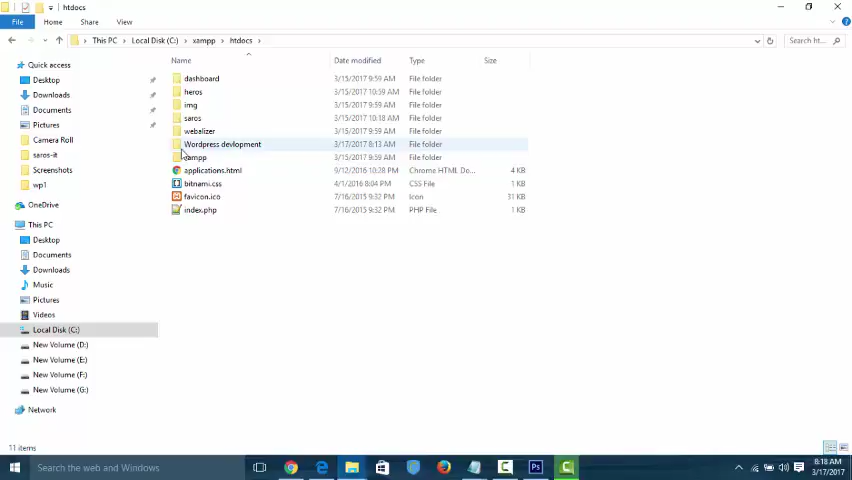 htdocs
File Home Share View
This PC Local Disk (C:) xampp htdocs Search ht...
Name Date modified Type Size
Quick access
Desktop
Downloads
Documents
Pictures
Camera Roll
saros-it
Screenshots
wp1
OneDrive
This PC
Desktop
Documents
Downloads
Music
Pictures
Videos
Local Disk (C:)
New Volume (D:)
New Volume (E:)
New Volume (F:)
New Volume (G:)
Network
dashboard 3/15/2017 9:59 AM File folder
heros 3/15/2017 10:59 AM File folder
img 3/15/2017 9:59 AM File folder
saros 3/15/2017 10:18 AM File folder
webalizer 3/15/2017 9:59 AM File folder
Wordpress devlopment 3/17/2017 8:13 AM File folder
xampp 3/15/2017 9:59 AM File folder
applications.html 9/12/2016 10:28 PM Chrome HTML Do... 4 KB
bitnami.css 4/1/2016 8:04 PM CSS File 1 KB
favicon.ico 7/16/2015 9:32 PM Icon 31 KB
index.php 7/16/2015 9:32 PM PHP File 1 KB
11 items
Search the web and Windows
8:18 AM
3/17/2017